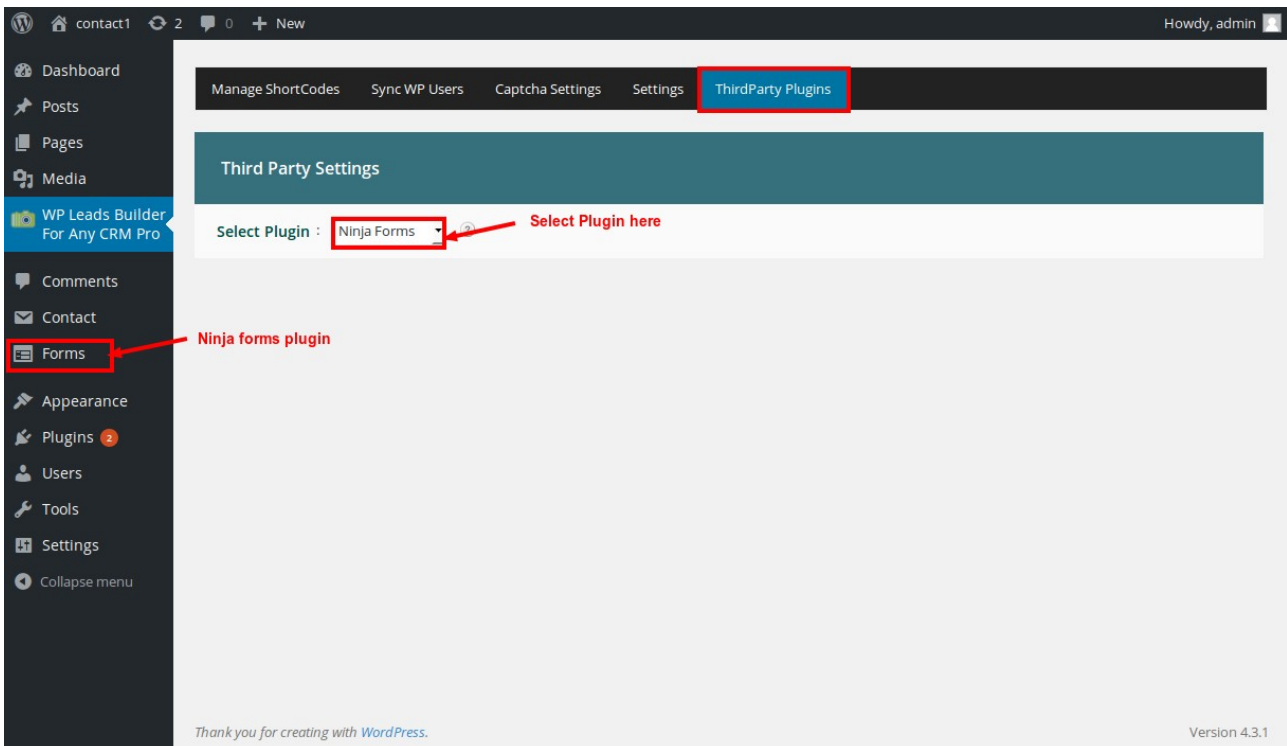 contact1 2 0 + New Howdy, admin
Dashboard
Posts
Pages
Media
WP Leads Builder
For Any CRM Pro
Comments
Contact
Forms
Appearance
Plugins 2
Users
Tools
Settings
Collapse menu
Manage ShortCodes Sync WP Users Captcha Settings Settings ThirdParty Plugins
Third Party Settings
Select Plugin : Ninja Forms ?
Select Plugin here
Ninja forms plugin
Thank you for creating with WordPress. Version 4.3.1